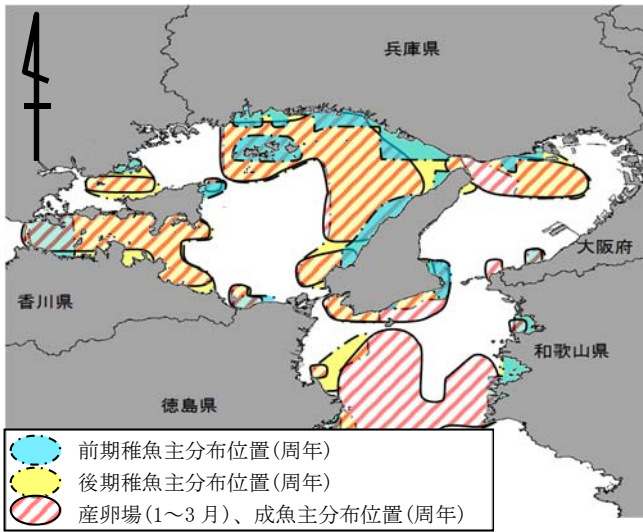 兵庫県
大阪府
香川県
和歌山県
徳島県
前期稚魚主分布位置(周年)
後期稚魚主分布位置(周年)
産卵場(1～3月)、成魚主分布位置(周年)